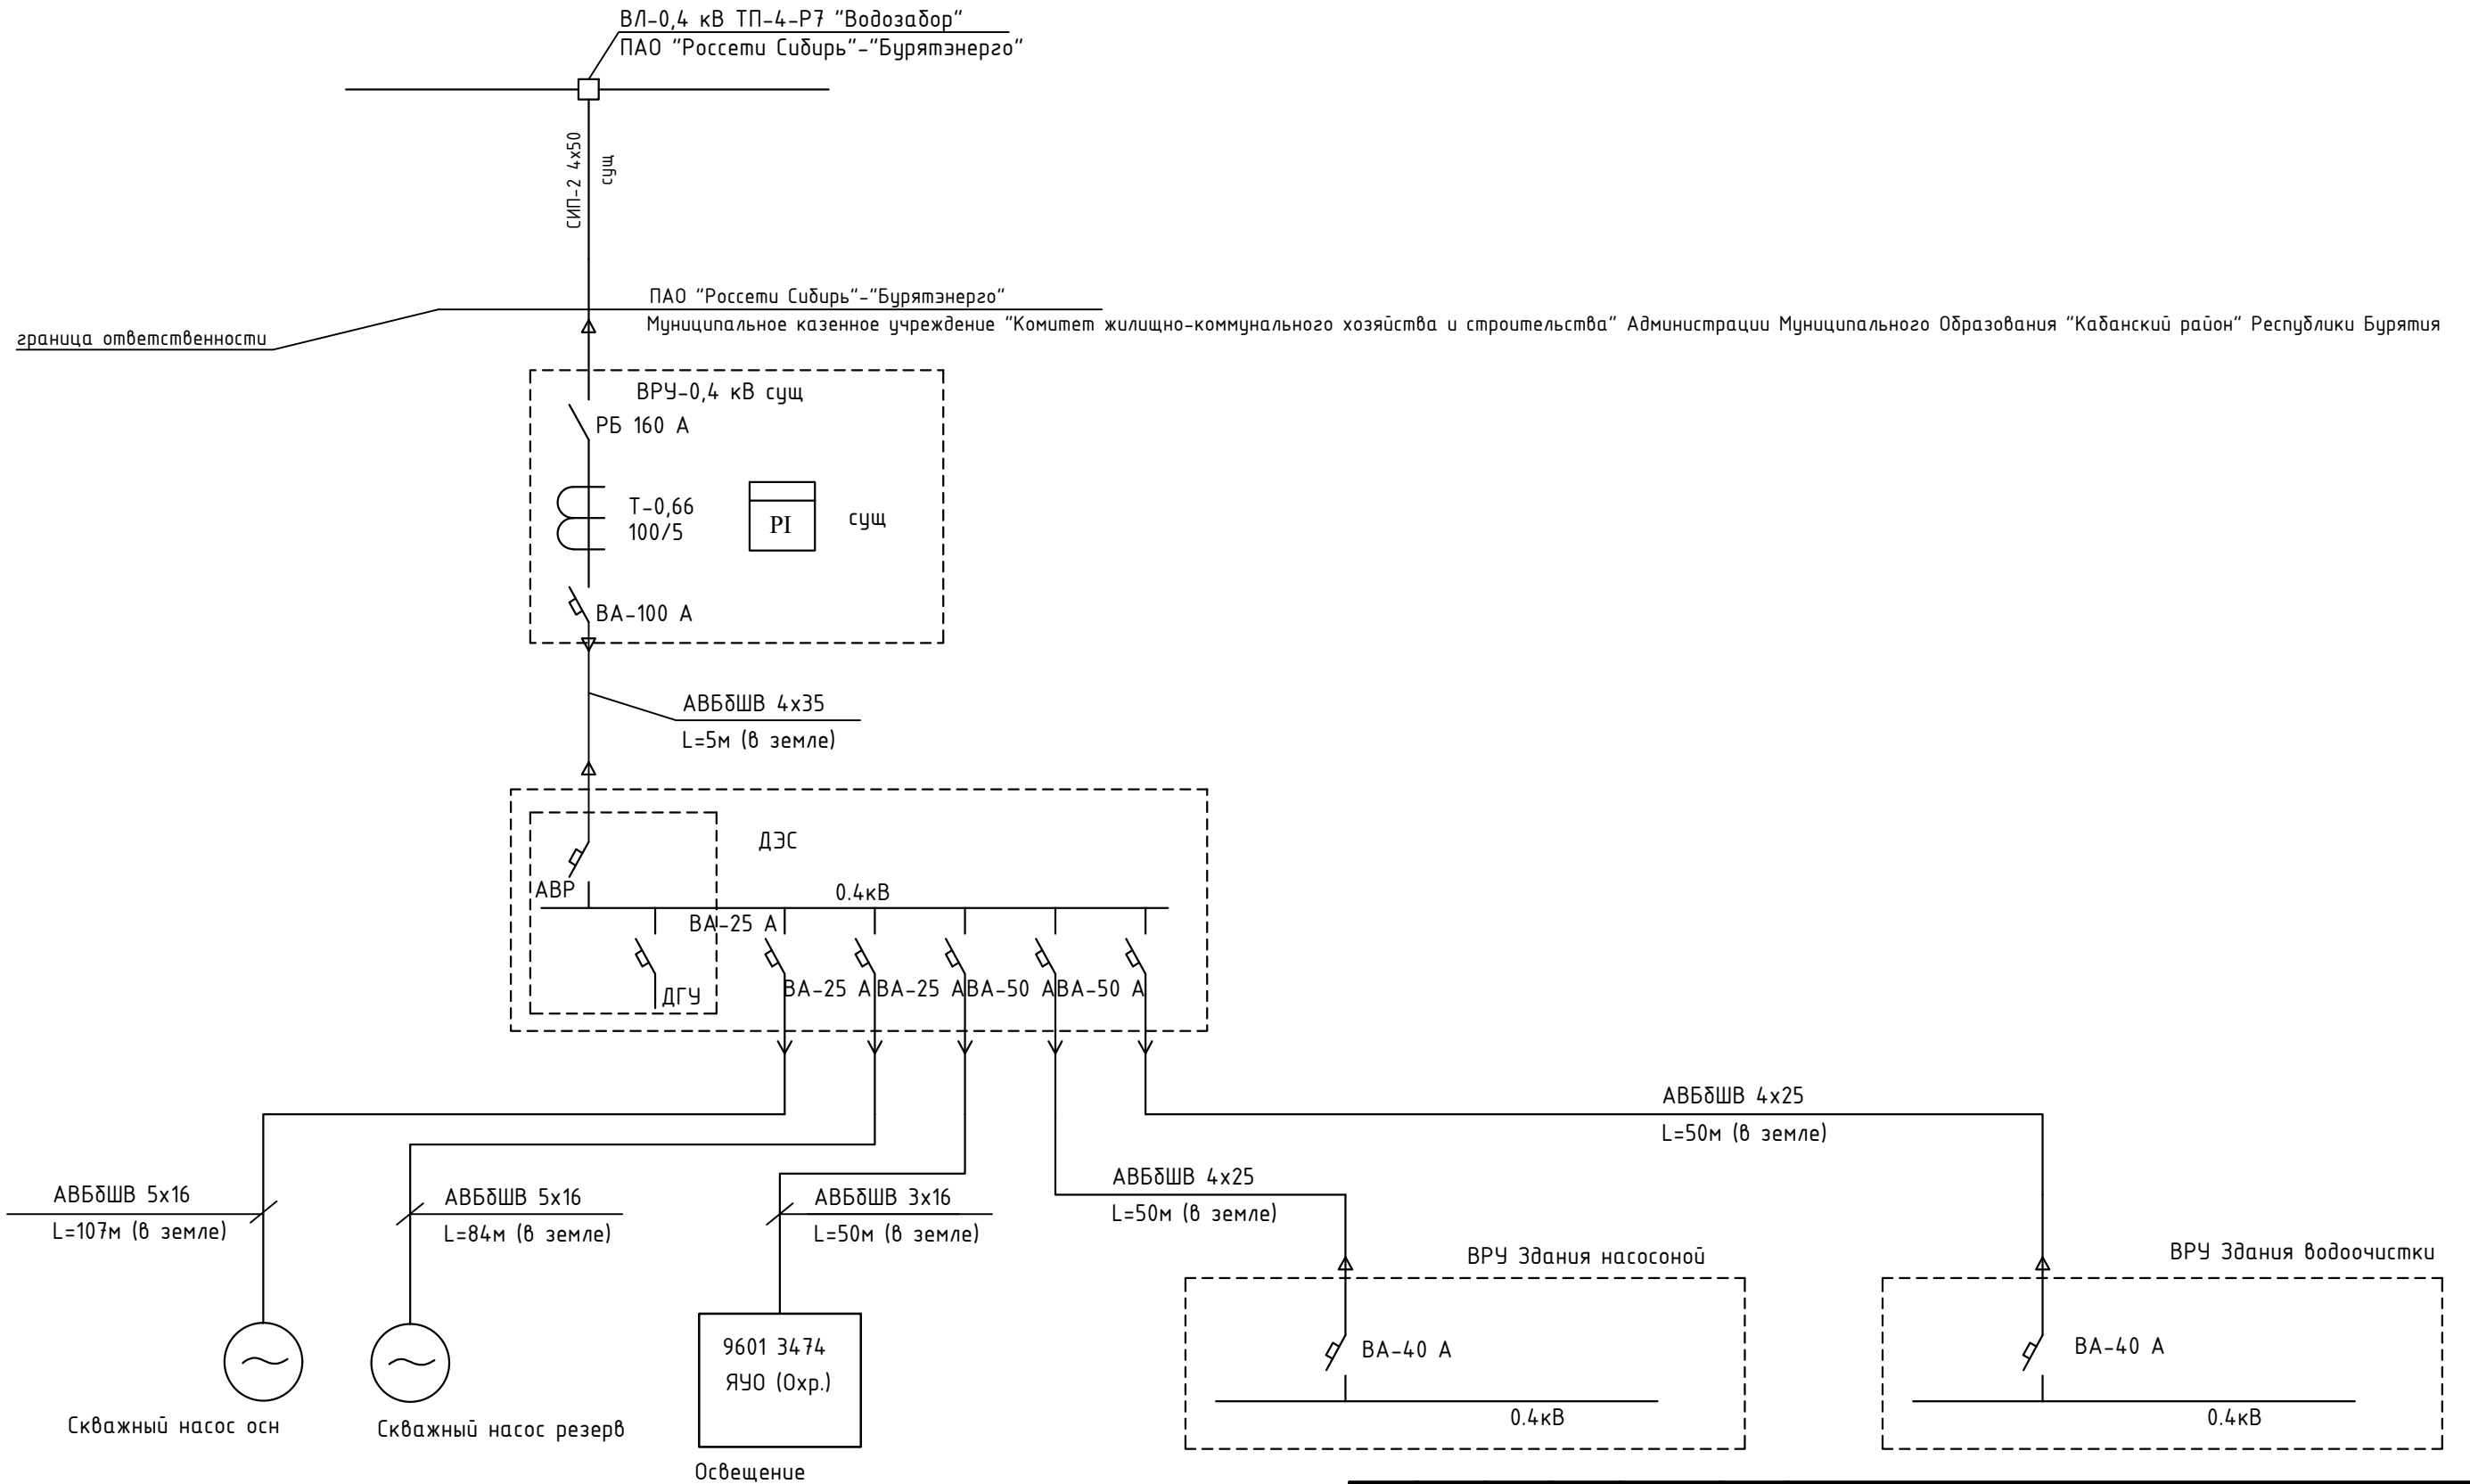 ВЛ-0,4 кВ ТП-4-Р7 "Водозабор"
ПАО "Россети Сибирь"-"Бурятэнерго"
СИП-2 4х50
сущ
ПАО "Россети Сибирь"-"Бурятэнерго"
Муниципальное казенное учреждение "Комитет жилищно-коммунального хозяйства и строительства" Администрации Муниципального Образования "Кабанский район" Республики Бурятия
граница ответственности
ВРУ-0,4 кВ сущ
РБ 160 А
Т-0,66
100/5
PI
сущ
ВА-100 А
АВБбШВ 4х35
L=5м (в земле)
ДЭС
АВР
0.4кВ
ВА-25 А
ВА-25 А
ВА-25 А
ВА-50 А
ВА-50 А
ДГУ
АВБбШВ 4х25
L=50м (в земле)
АВБбШВ 4х25
L=50м (в земле)
АВБбШВ 5х16
L=107м (в земле)
АВБбШВ 5х16
L=84м (в земле)
АВБбШВ 3х16
L=50м (в земле)
ВРУ Здания насосоной
ВРУ Здания водоочистки
9601 3474
ЯУО (Охр.)
ВА-40 А
ВА-40 А
0.4кВ
0.4кВ
Скважный насос осн
Скважный насос резерв
Освещение